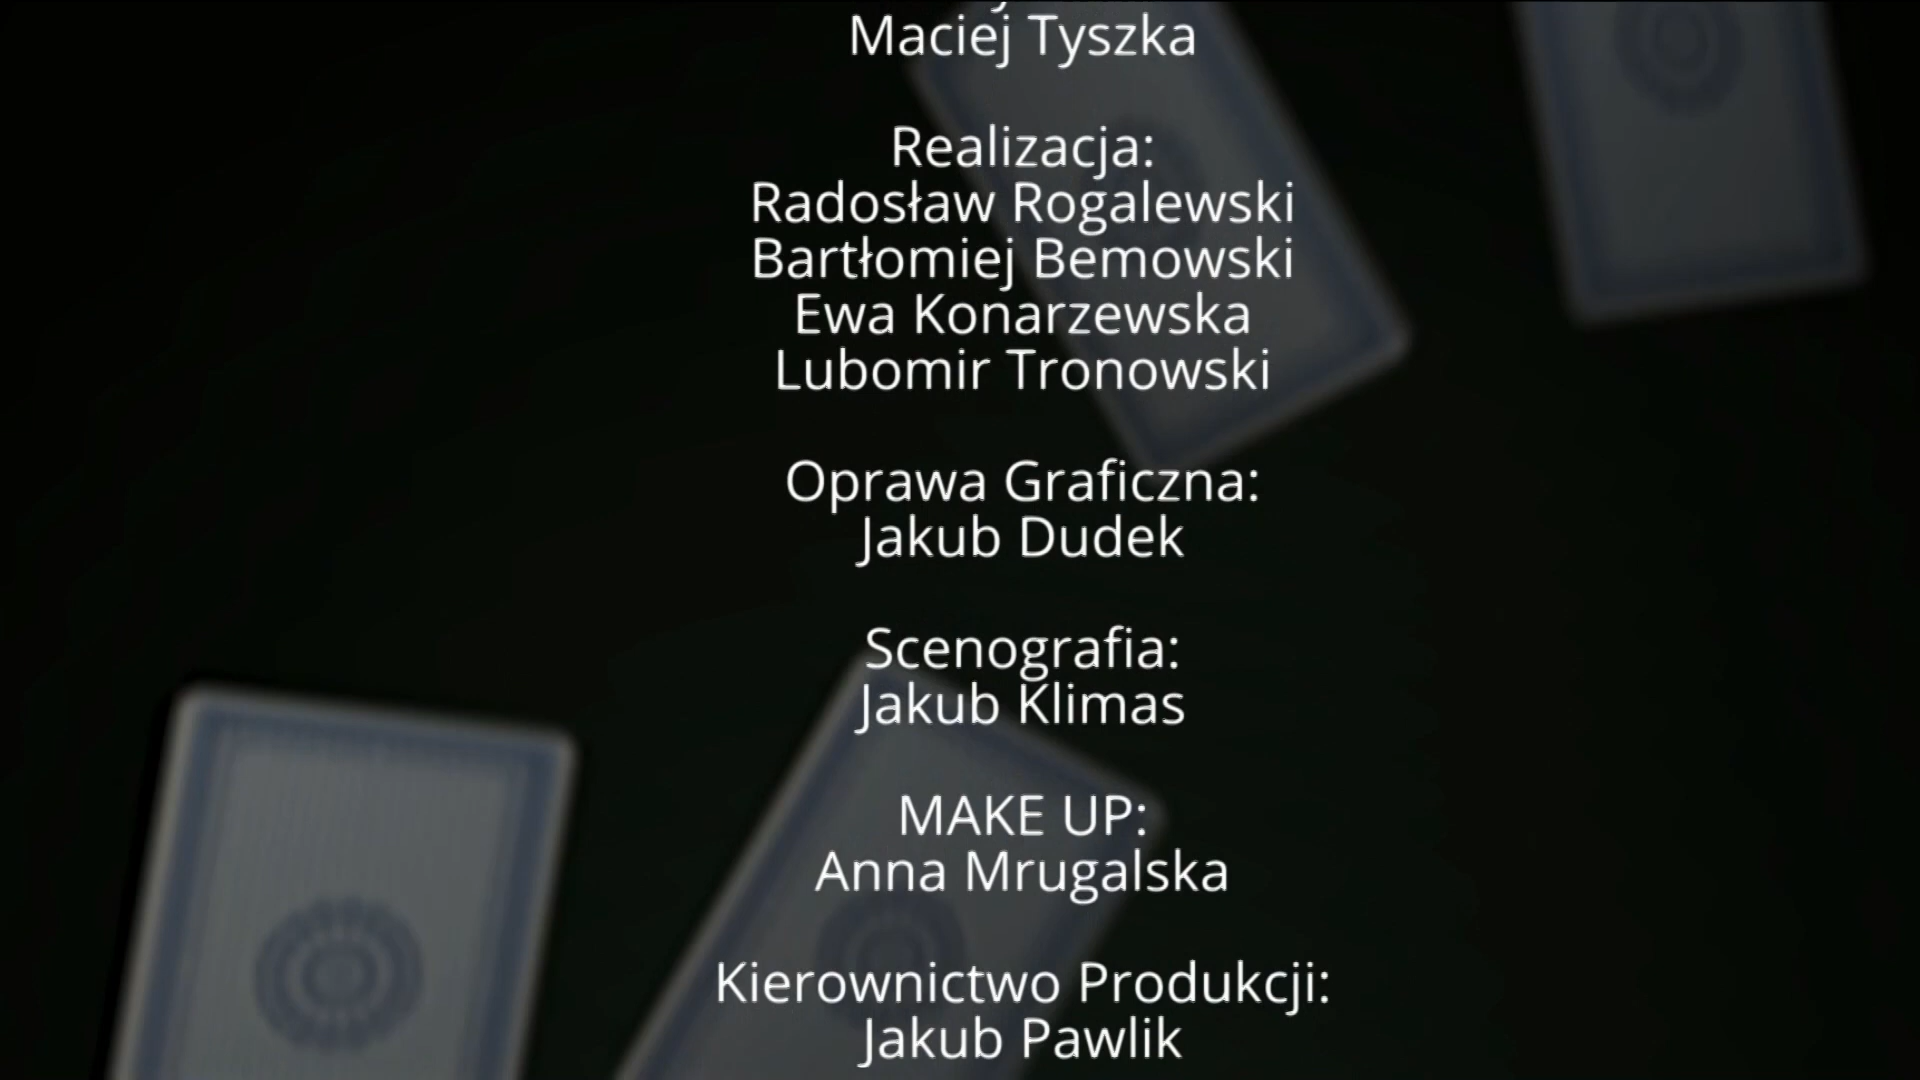 Maciej Tyszka
Realizacja:
Radosław Rogalewski
Bartłomiej Bemowski
Ewa Konarzewska
Lubomir Tronowski
Oprawa Graficzna:
Jakub Dudek
Scenografia:
Jakub Klimas
MAKE UP:
Anna Mrugalska
Kierownictwo Produkcji:
Jakub Pawlik